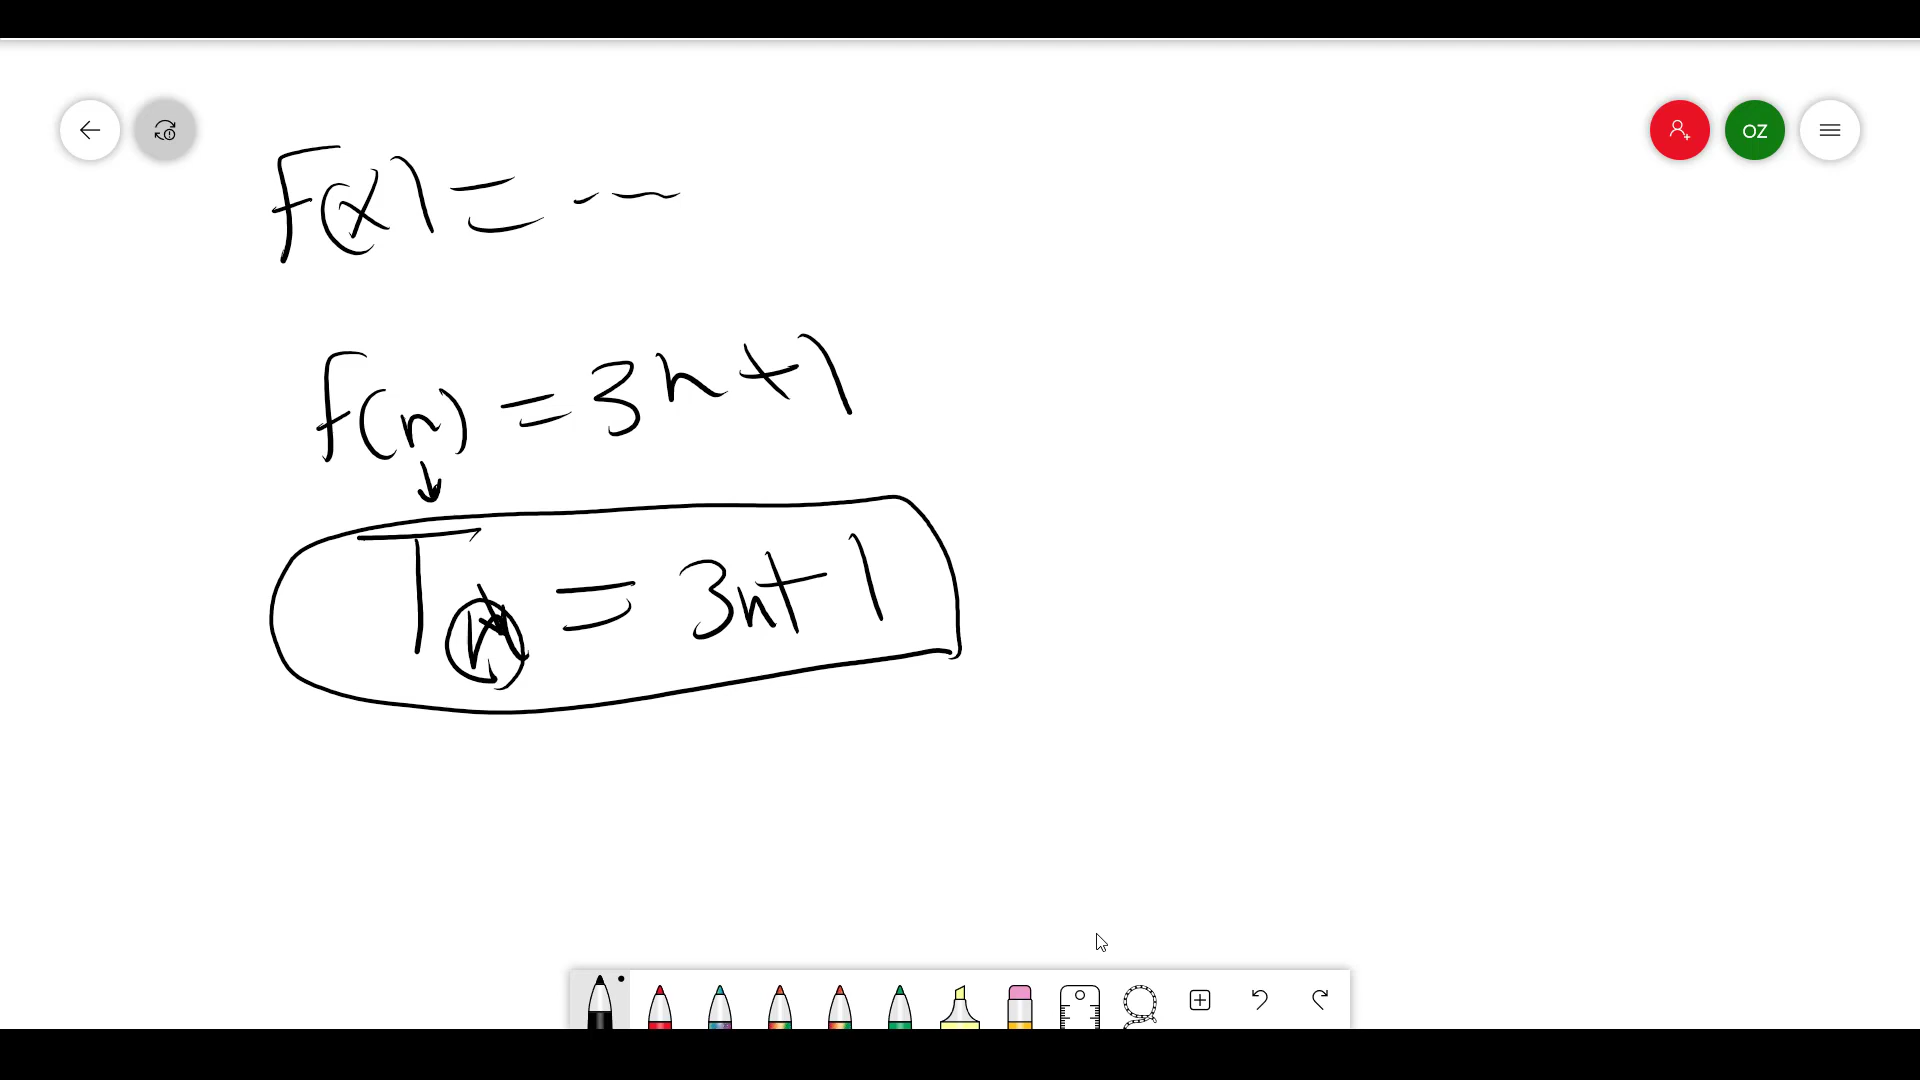 f(x) = ...
OZ
f(n) = 3n+1
Tn = 3n+1